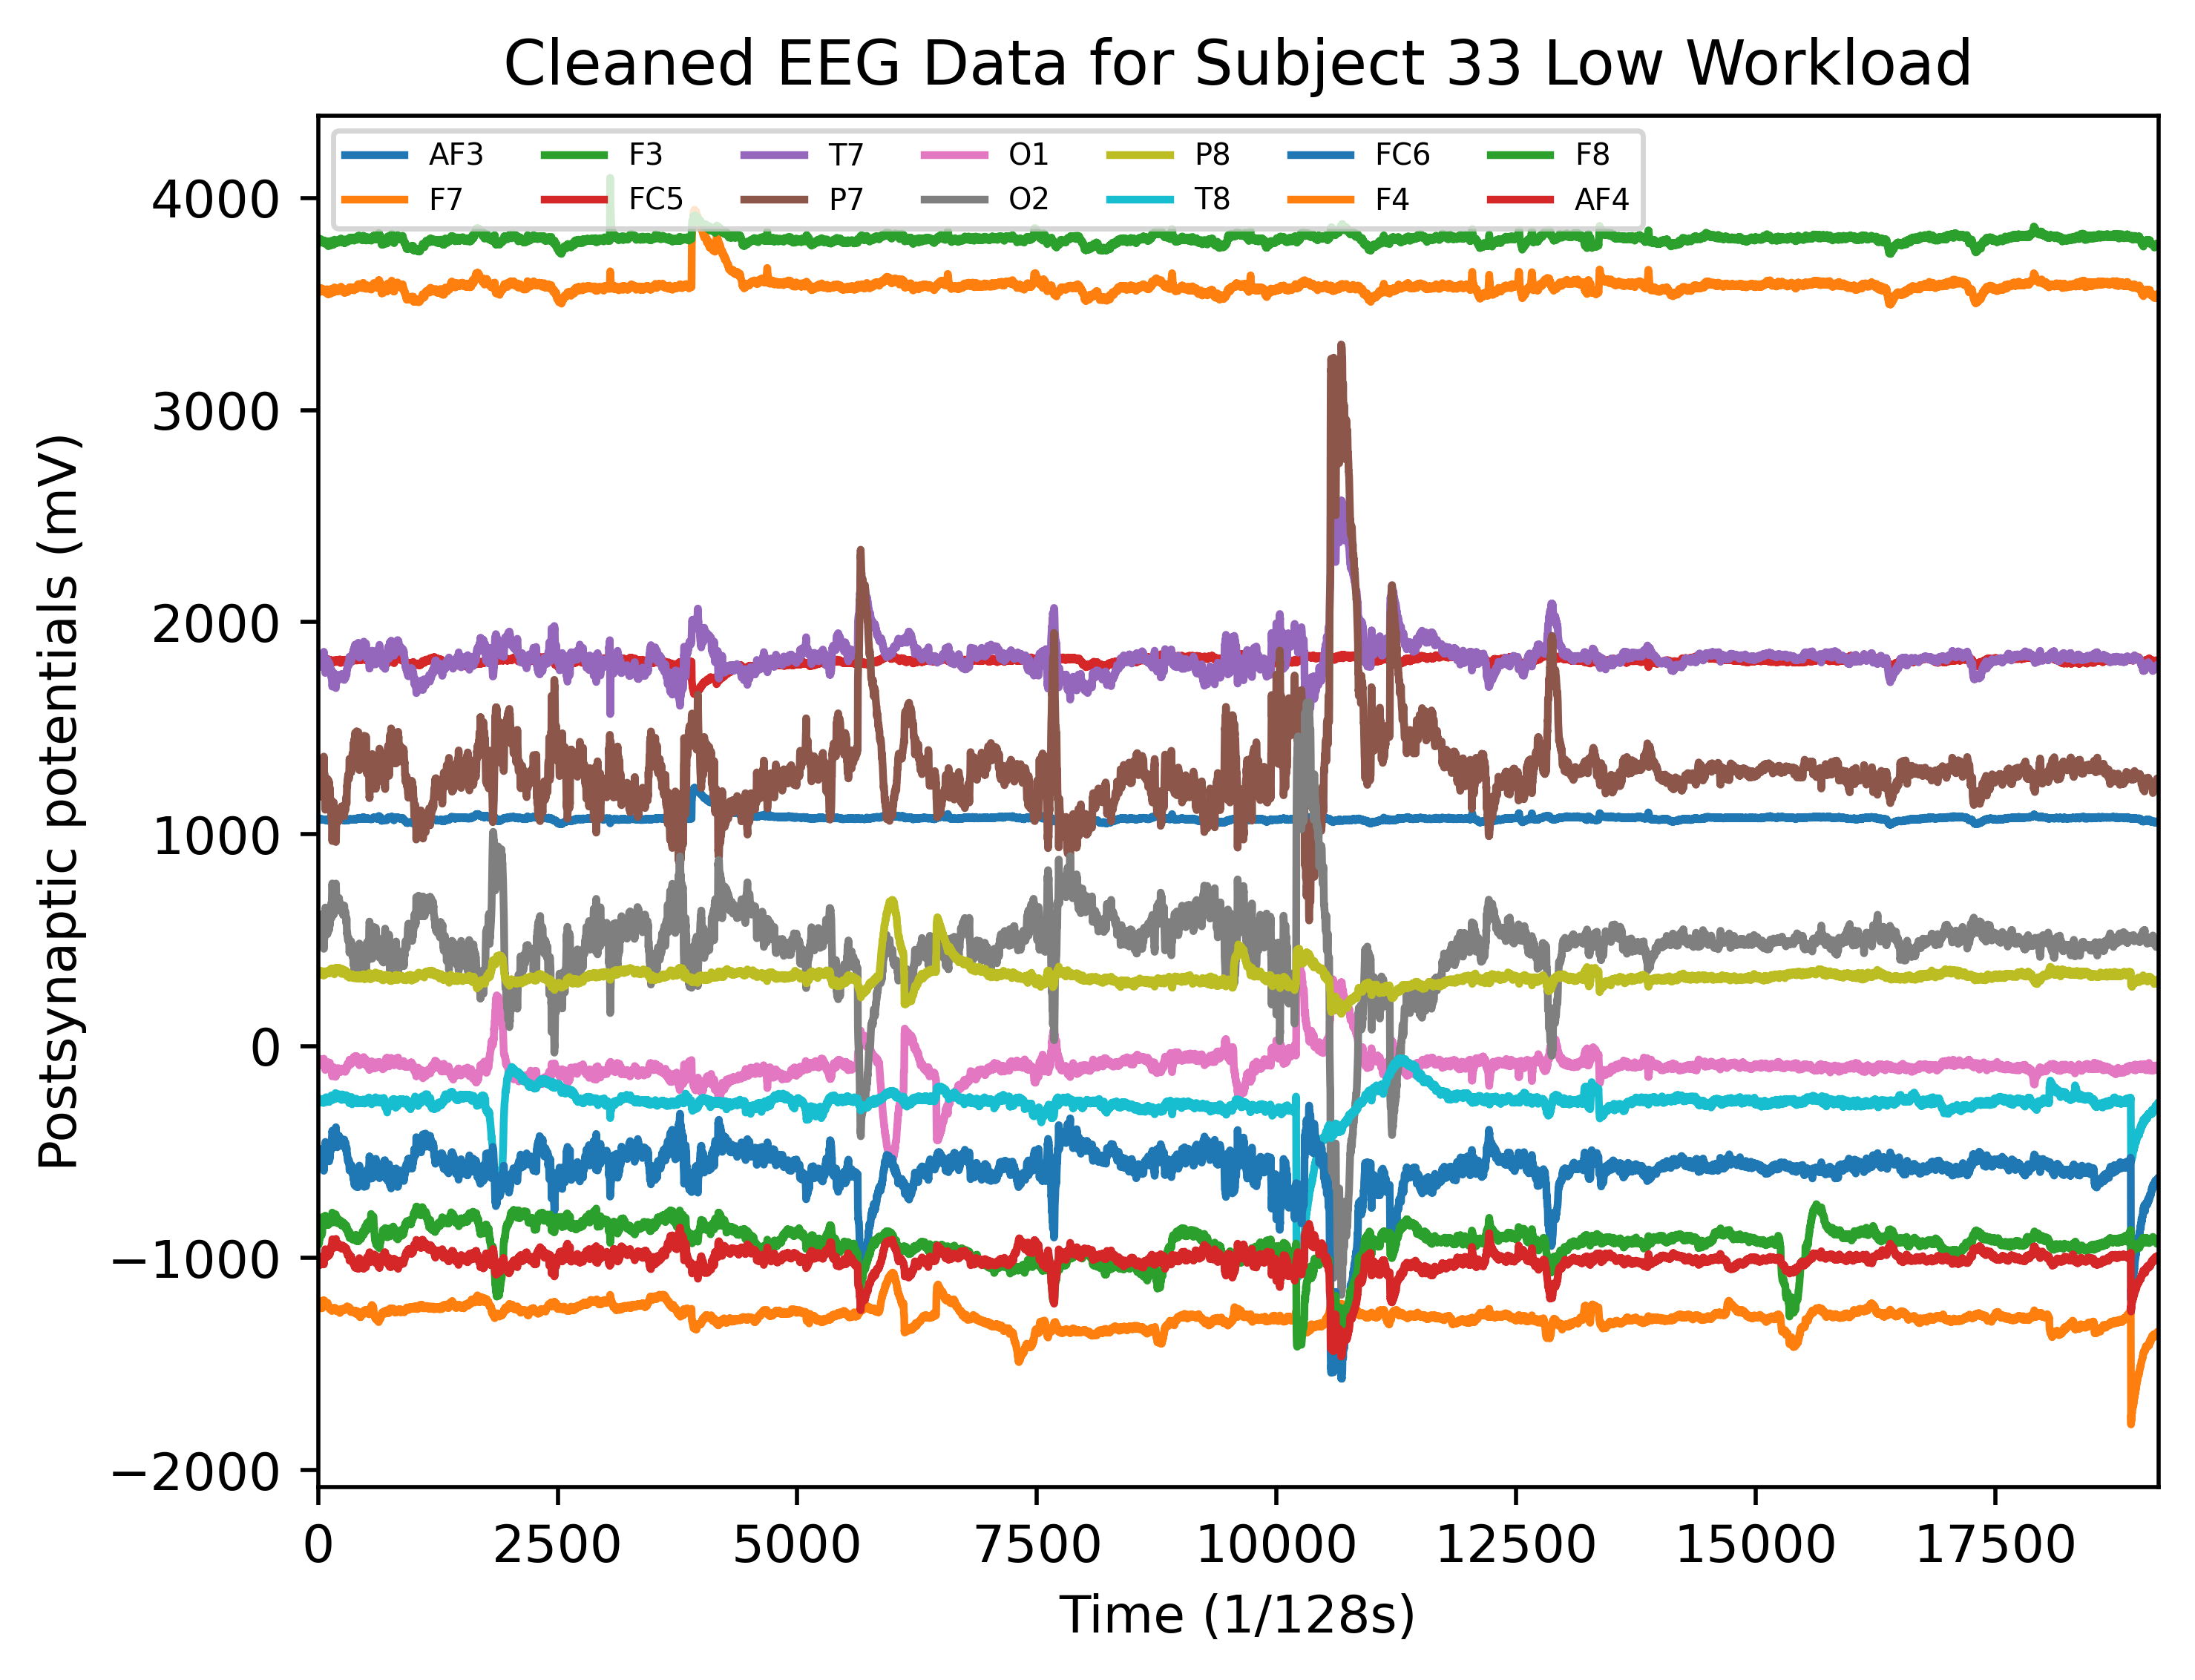 Cleaned EEG Data for Subject 33 Low Workload
AF3 F3 T7 O1 P8 FC6 F8
F7 FC5 P7 O2 T8 F4 AF4
4000
3000
2000
1000
0
−1000
−2000
Postsynaptic potentials (mV)
0 2500 5000 7500 10000 12500 15000 17500
Time (1/128s)